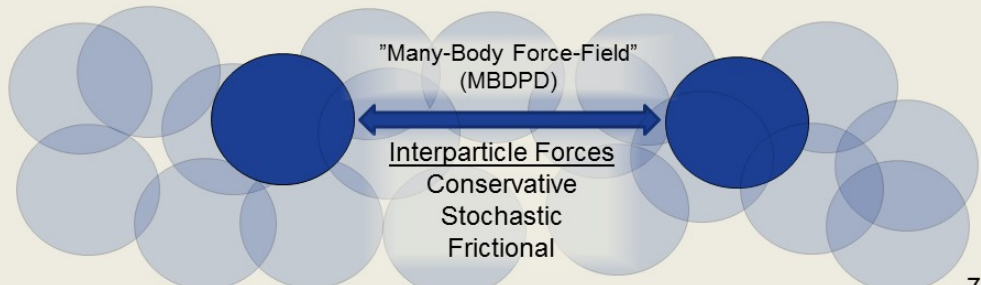 ”Many-Body Force-Field”
(MBDPD)
Interparticle Forces
Conservative
Stochastic
Frictional
7